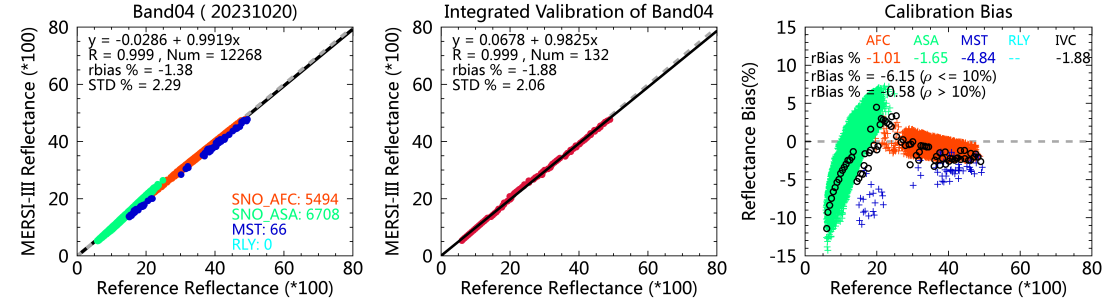 Band04 ( 20231020)
y = -0.0286 + 0.9919x
R = 0.999 , Num = 12268
rbias % = -1.38
STD % = 2.29
SNO_AFC: 5494
SNO_ASA: 6708
MST: 66
RLY: 0
MERSI-III Reflectance (*100)
80
60
40
20
0
0 20 40 60 80
Reference Reflectance (*100)
Integrated Valibration of Band04
y = 0.0678 + 0.9825x
R = 0.999 , Num = 132
rbias % = -1.88
STD % = 2.06
MERSI-III Reflectance (*100)
80
60
40
20
0
0 20 40 60 80
Reference Reflectance (*100)
Calibration Bias
AFC ASA MST RLY IVC
rBias % -1.01 -1.65 -4.84 -- -1.88
rBias % = -6.15 (ρ <= 10%)
rBias % = -0.58 (ρ > 10%)
Reflectance Bias(%)
15
10
5
0
-5
-10
-15
0 20 40 60 80
Reference Reflectance (*100)